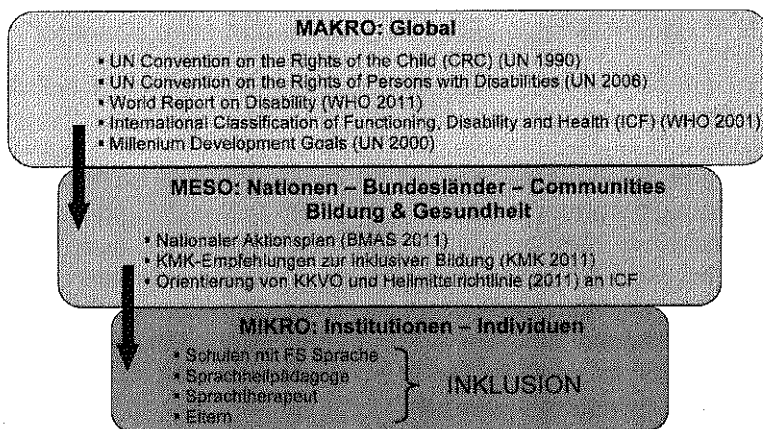 MAKRO: Global
▪ UN Convention on the Rights of the Child (CRC) (UN 1990)
▪ UN Convention on the Rights of Persons with Disabilities (UN 2006)
▪ World Report on Disability (WHO 2011)
▪ International Classification of Functioning, Disability and Health (ICF) (WHO 2001)
▪ Millenium Development Goals (UN 2000)
MESO: Nationen – Bundesländer – Communities
Bildung & Gesundheit
▪ Nationaler Aktionsplan (BMAS 2011)
▪ KMK-Empfehlungen zur inklusiven Bildung (KMK 2011)
▪ Orientierung von KKVO und Heilmittelrichtlinie (2011) an ICF
MIKRO: Institutionen – Individuen
▪ Schulen mit FS Sprache
▪ Sprachheilpädagoge
▪ Sprachtherapeut
▪ Eltern
INKLUSION